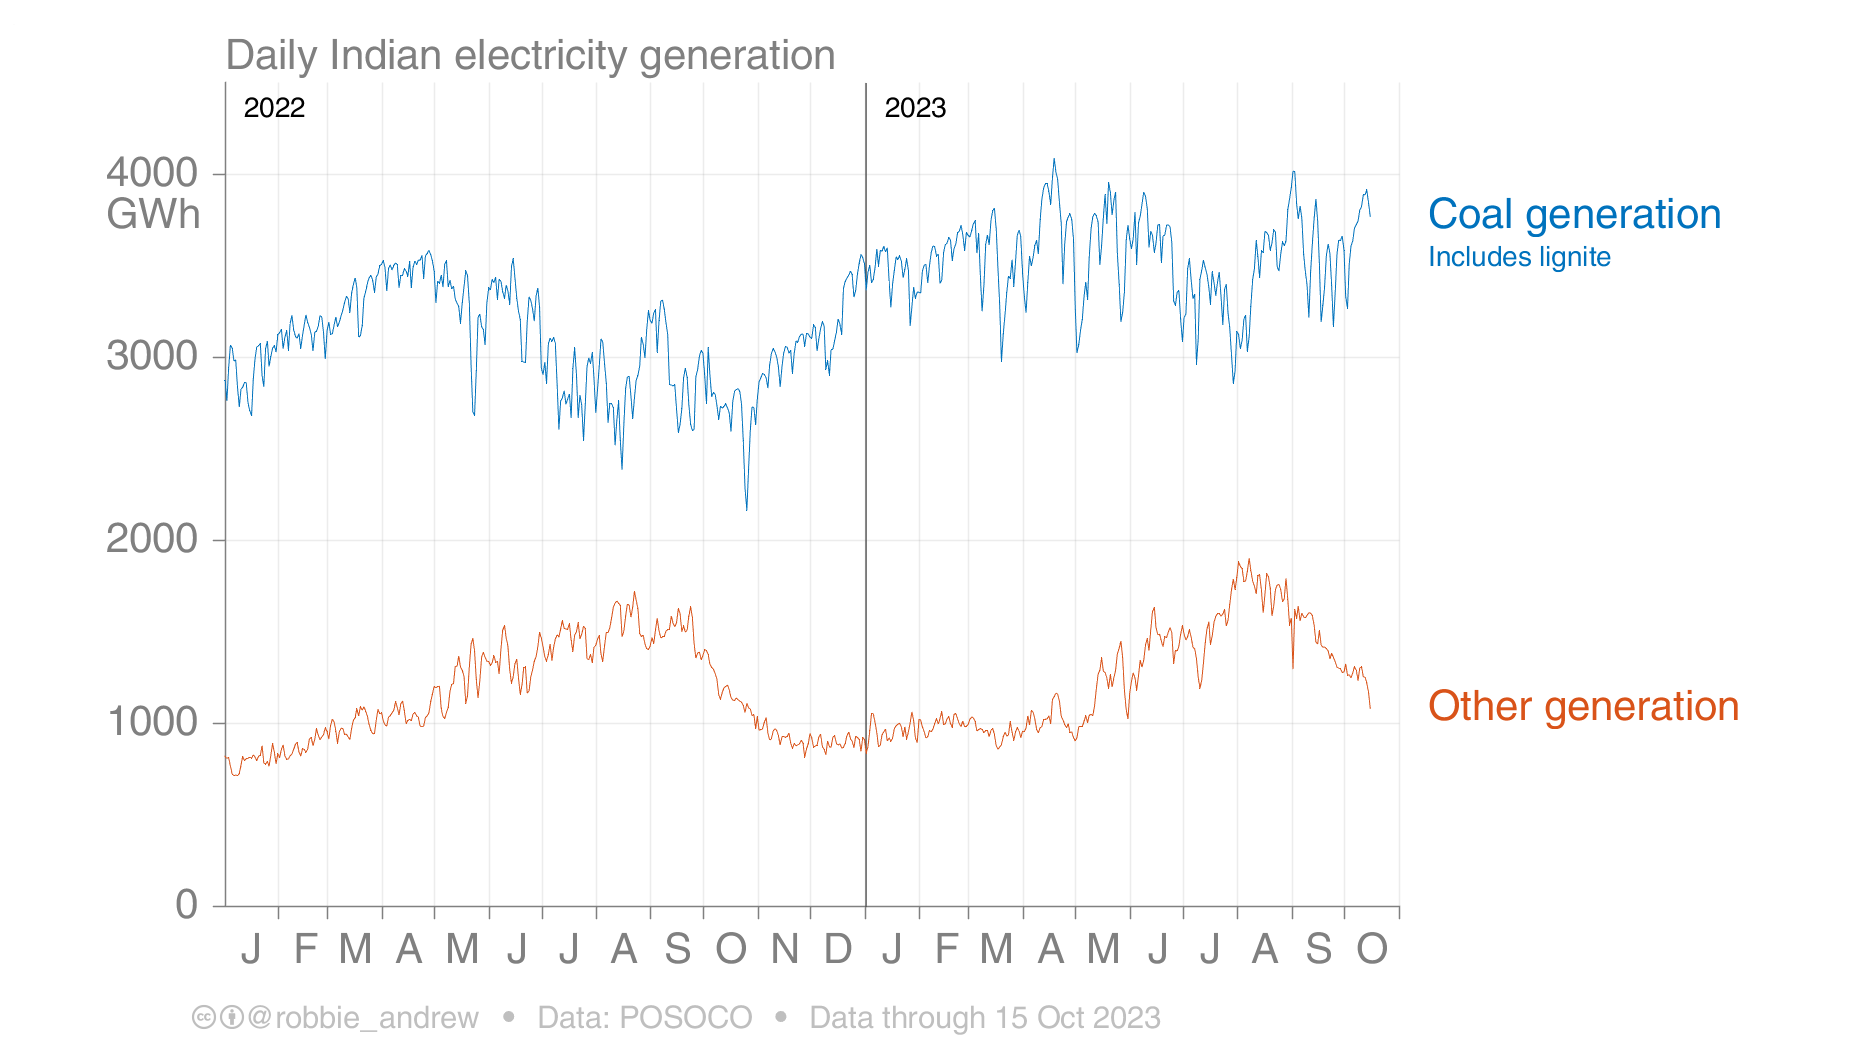 Daily Indian electricity generation
2022
2023
4000
GWh
3000
2000
1000
0
Coal generation
Includes lignite
Other generation
J F M A M J J A S O N D J F M A M J J A S O
@robbie_andrew • Data: POSOCO • Data through 15 Oct 2023